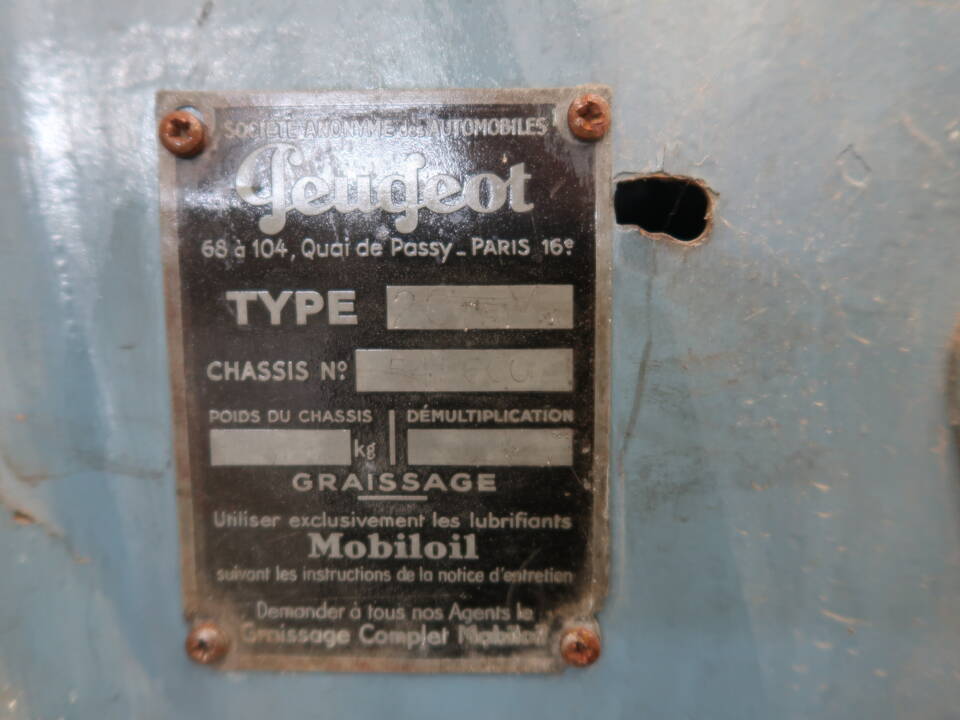 SOCIÉTÉ ANONYME des AUTOMOBILES
Peugeot
68 à 104, Quai de Passy _ PARIS 16e
TYPE
CHASSIS No
POIDS DU CHASSIS | DÉMULTIPLICATION
kg
GRAISSAGE
Utiliser exclusivement les lubrifiants
Mobiloil
suivant les instructions de la notice d'entretien
Demander à tous nos Agents le
Graissage Complet Mobiloil